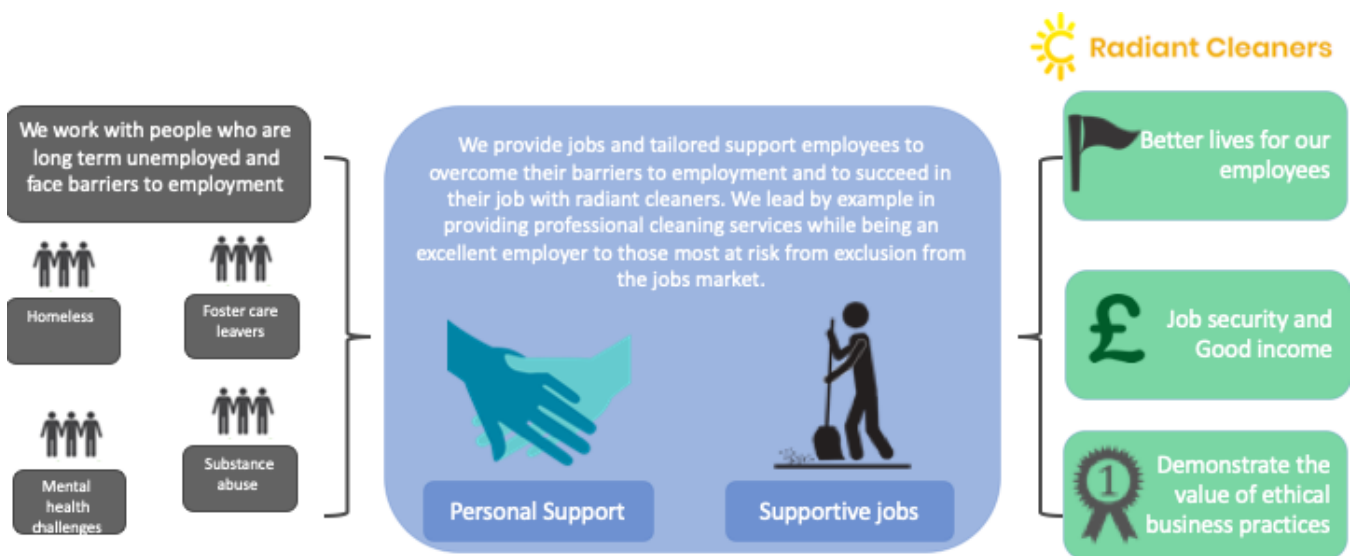 Radiant Cleaners
We work with people who are
long term unemployed and
face barriers to employment
Homeless
Foster care
leavers
Mental
health
challenges
Substance
abuse
We provide jobs and tailored support employees to
overcome their barriers to employment and to succeed in
their job with radiant cleaners. We lead by example in
providing professional cleaning services while being an
excellent employer to those most at risk from exclusion from
the jobs market.
Personal Support
Supportive jobs
Better lives for our
employees
£
Job security and
Good income
1
Demonstrate the
value of ethical
business practices